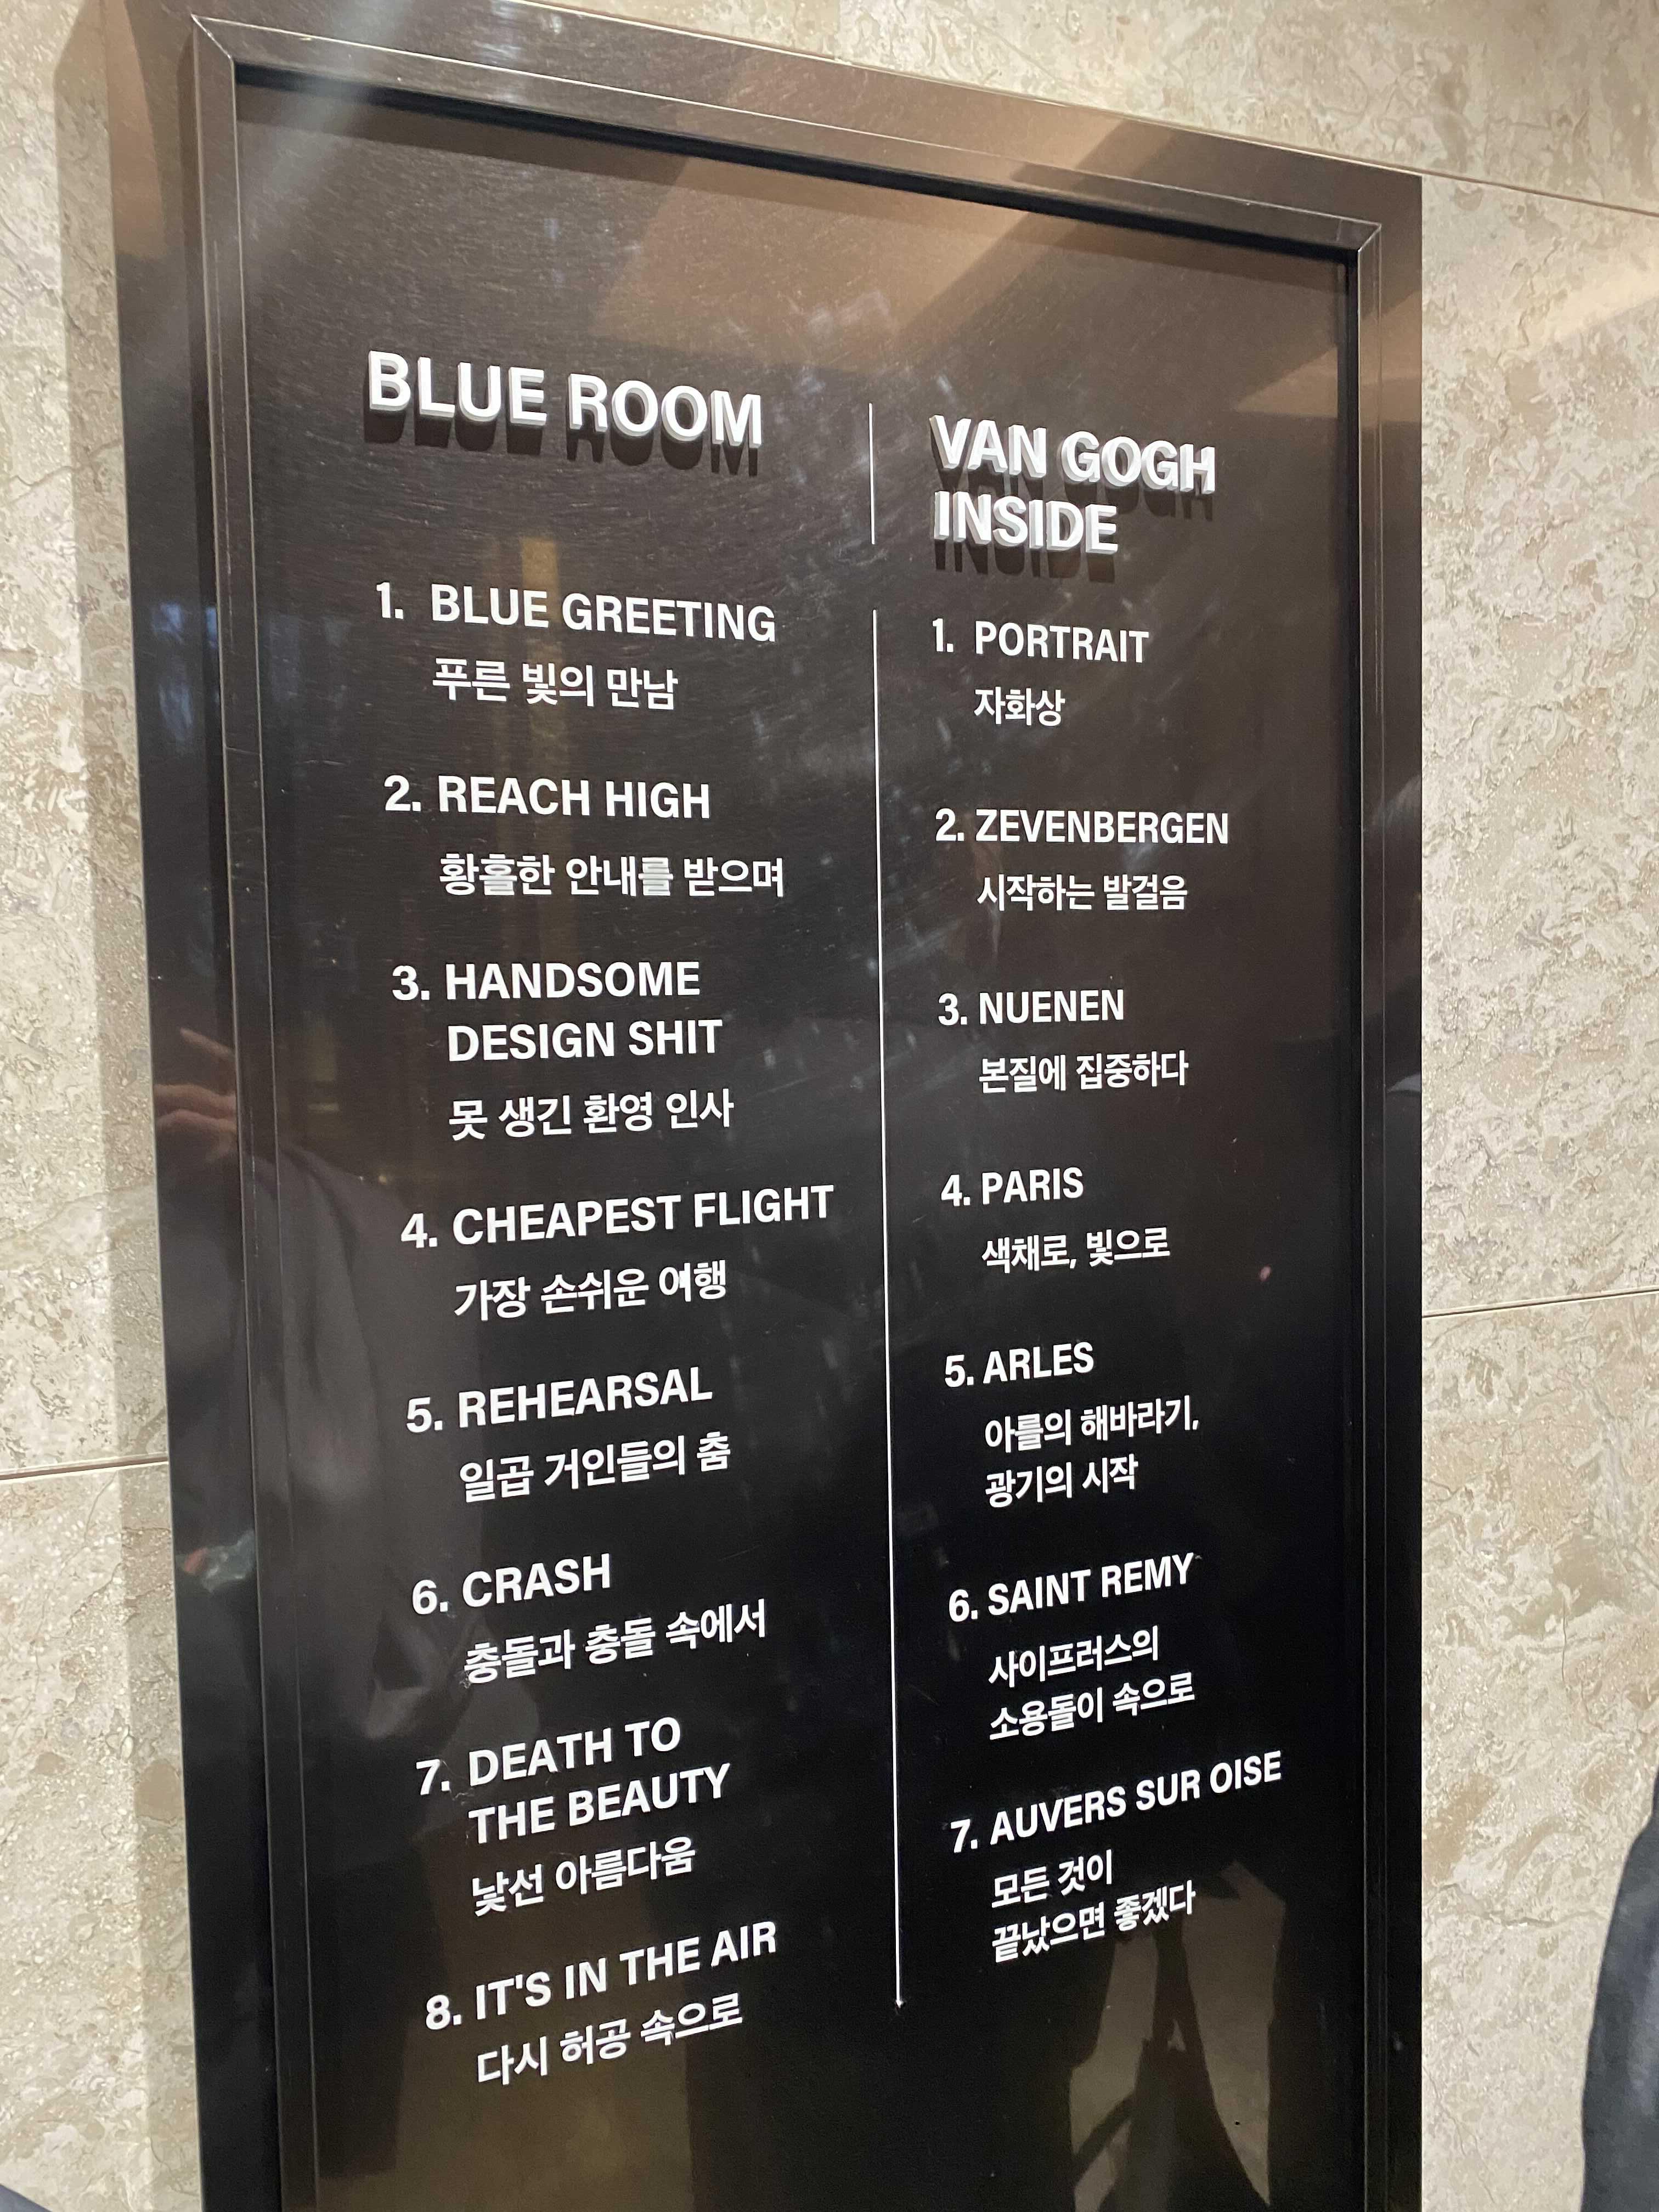 BLUE ROOM
1. BLUE GREETING
푸른 빛의 만남
2. REACH HIGH
황홀한 안내를 받으며
3. HANDSOME
DESIGN SHIT
못 생긴 환영 인사
4. CHEAPEST FLIGHT
가장 손쉬운 여행
5. REHEARSAL
일곱 거인들의 춤
6. CRASH
충돌과 충돌 속에서
7. DEATH TO
THE BEAUTY
낯선 아름다움
8. IT'S IN THE AIR
다시 허공 속으로
VAN GOGH
INSIDE
1. PORTRAIT
자화상
2. ZEVENBERGEN
시작하는 발걸음
3. NUENEN
본질에 집중하다
4. PARIS
색채로, 빛으로
5. ARLES
아를의 해바라기,
광기의 시작
6. SAINT REMY
사이프러스의
소용돌이 속으로
7. AUVERS SUR OISE
모든 것이
끝났으면 좋겠다